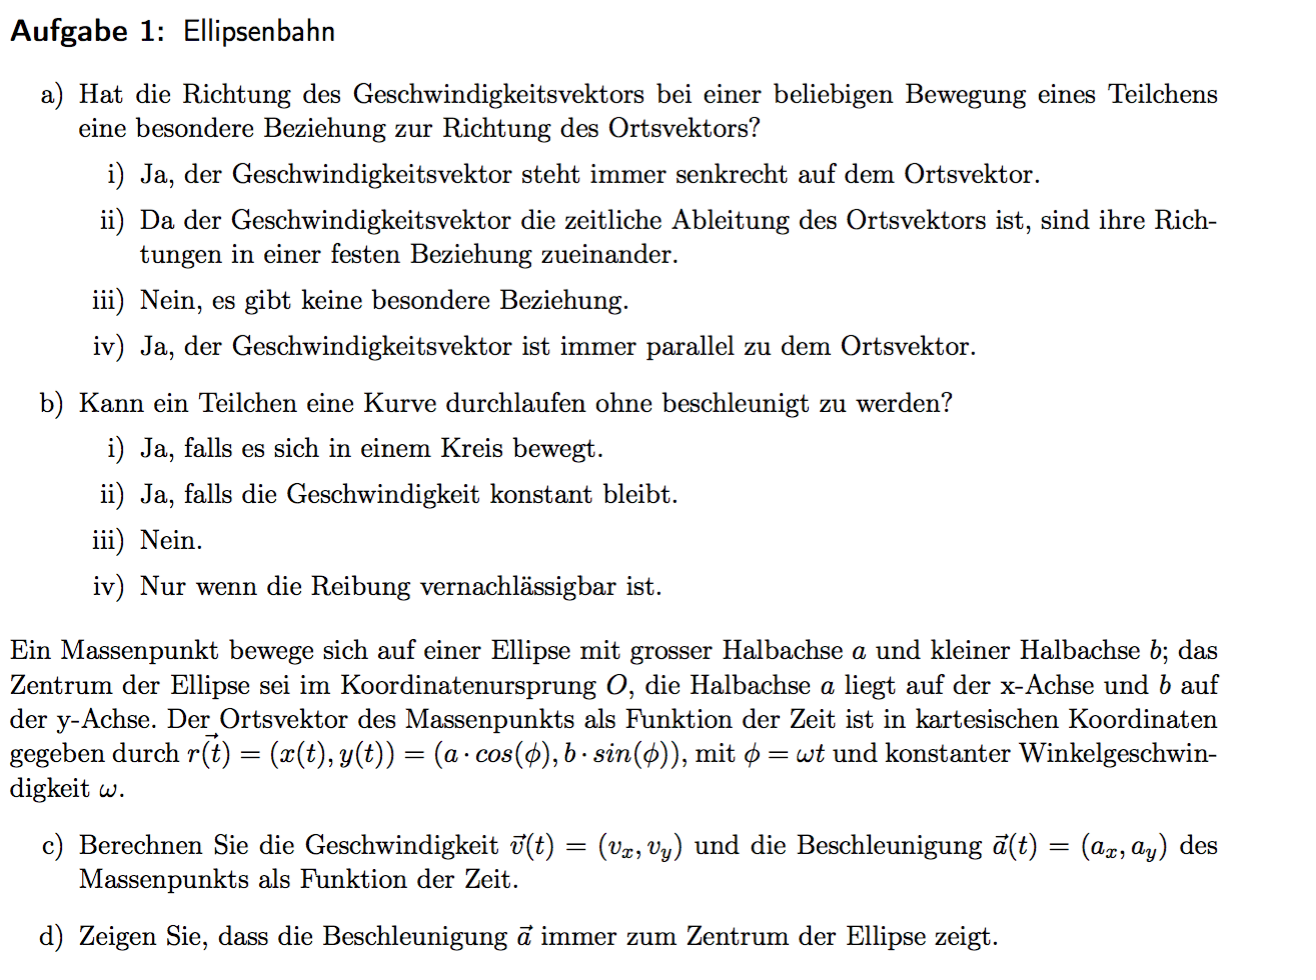 Aufgabe 1: Ellipsenbahn
a) Hat die Richtung des Geschwindigkeitsvektors bei einer beliebigen Bewegung eines Teilchens
eine besondere Beziehung zur Richtung des Ortsvektors?
i) Ja, der Geschwindigkeitsvektor steht immer senkrecht auf dem Ortsvektor.
ii) Da der Geschwindigkeitsvektor die zeitliche Ableitung des Ortsvektors ist, sind ihre Rich-
tungen in einer festen Beziehung zueinander.
iii) Nein, es gibt keine besondere Beziehung.
iv) Ja, der Geschwindigkeitsvektor ist immer parallel zu dem Ortsvektor.
b) Kann ein Teilchen eine Kurve durchlaufen ohne beschleunigt zu werden?
i) Ja, falls es sich in einem Kreis bewegt.
ii) Ja, falls die Geschwindigkeit konstant bleibt.
iii) Nein.
iv) Nur wenn die Reibung vernachlässigbar ist.
Ein Massenpunkt bewege sich auf einer Ellipse mit grosser Halbachse a und kleiner Halbachse b; das
Zentrum der Ellipse sei im Koordinatenursprung O, die Halbachse a liegt auf der x-Achse und b auf
der y-Achse. Der Ortsvektor des Massenpunkts als Funktion der Zeit ist in kartesischen Koordinaten
gegeben durch r(t⃗) = (x(t), y(t)) = (a · cos(ϕ), b · sin(ϕ)), mit ϕ = ωt und konstanter Winkelgeschwin-
digkeit ω.
c) Berechnen Sie die Geschwindigkeit v⃗(t) = (vₓ, v_y) und die Beschleunigung a⃗(t) = (aₓ, a_y) des
Massenpunkts als Funktion der Zeit.
d) Zeigen Sie, dass die Beschleunigung a⃗ immer zum Zentrum der Ellipse zeigt.